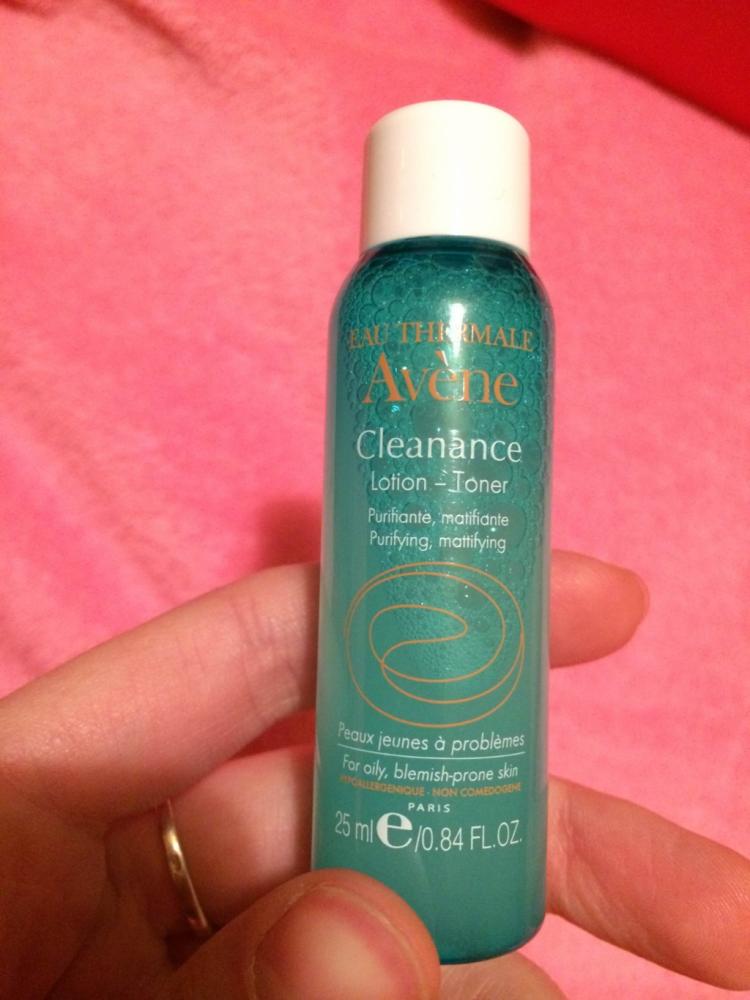 EAU THERMALE
Avène
Cleanance
Lotion – Toner
Purifiante, matifiante
Purifying, mattifying
Peaux jeunes à problèmes
For oily, blemish-prone skin
HYPOALLERGENIQUE - NON COMEDOGENE
PARIS
25 ml e/0.84 FL.OZ.